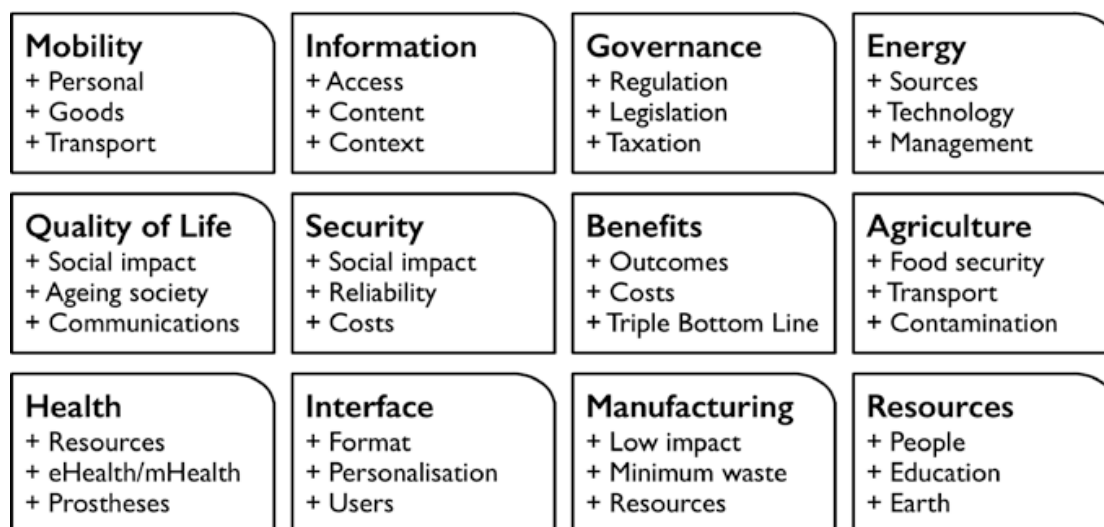 Mobility
+ Personal
+ Goods
+ Transport
Information
+ Access
+ Content
+ Context
Governance
+ Regulation
+ Legislation
+ Taxation
Energy
+ Sources
+ Technology
+ Management
Quality of Life
+ Social impact
+ Ageing society
+ Communications
Security
+ Social impact
+ Reliability
+ Costs
Benefits
+ Outcomes
+ Costs
+ Triple Bottom Line
Agriculture
+ Food security
+ Transport
+ Contamination
Health
+ Resources
+ eHealth/mHealth
+ Prostheses
Interface
+ Format
+ Personalisation
+ Users
Manufacturing
+ Low impact
+ Minimum waste
+ Resources
Resources
+ People
+ Education
+ Earth